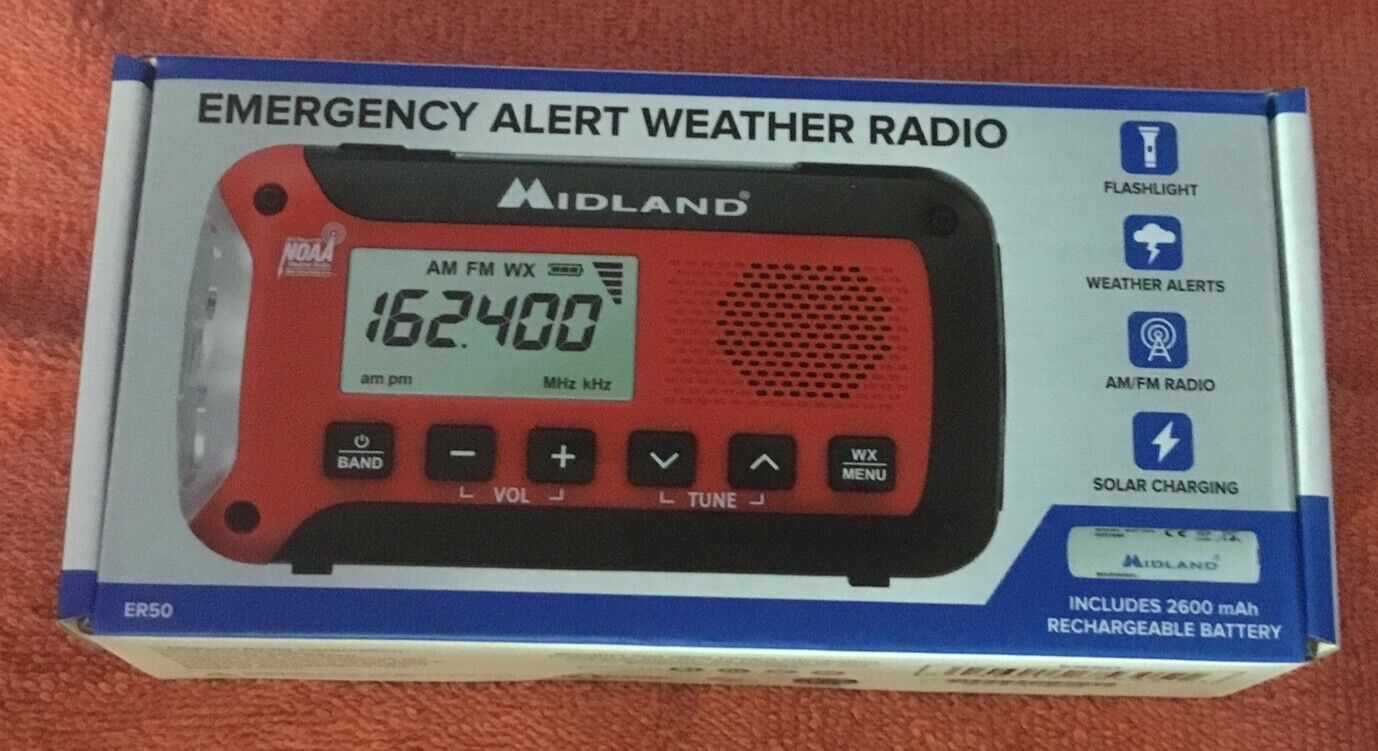 EMERGENCY ALERT WEATHER RADIO
MIDLAND®
NOAA
AM FM WX
162.400
am pm
MHz kHz
BAND
VOL
TUNE
WX
MENU
FLASHLIGHT
WEATHER ALERTS
AM/FM RADIO
SOLAR CHARGING
MIDLAND®
INCLUDES 2600 mAh
RECHARGEABLE BATTERY
ER50